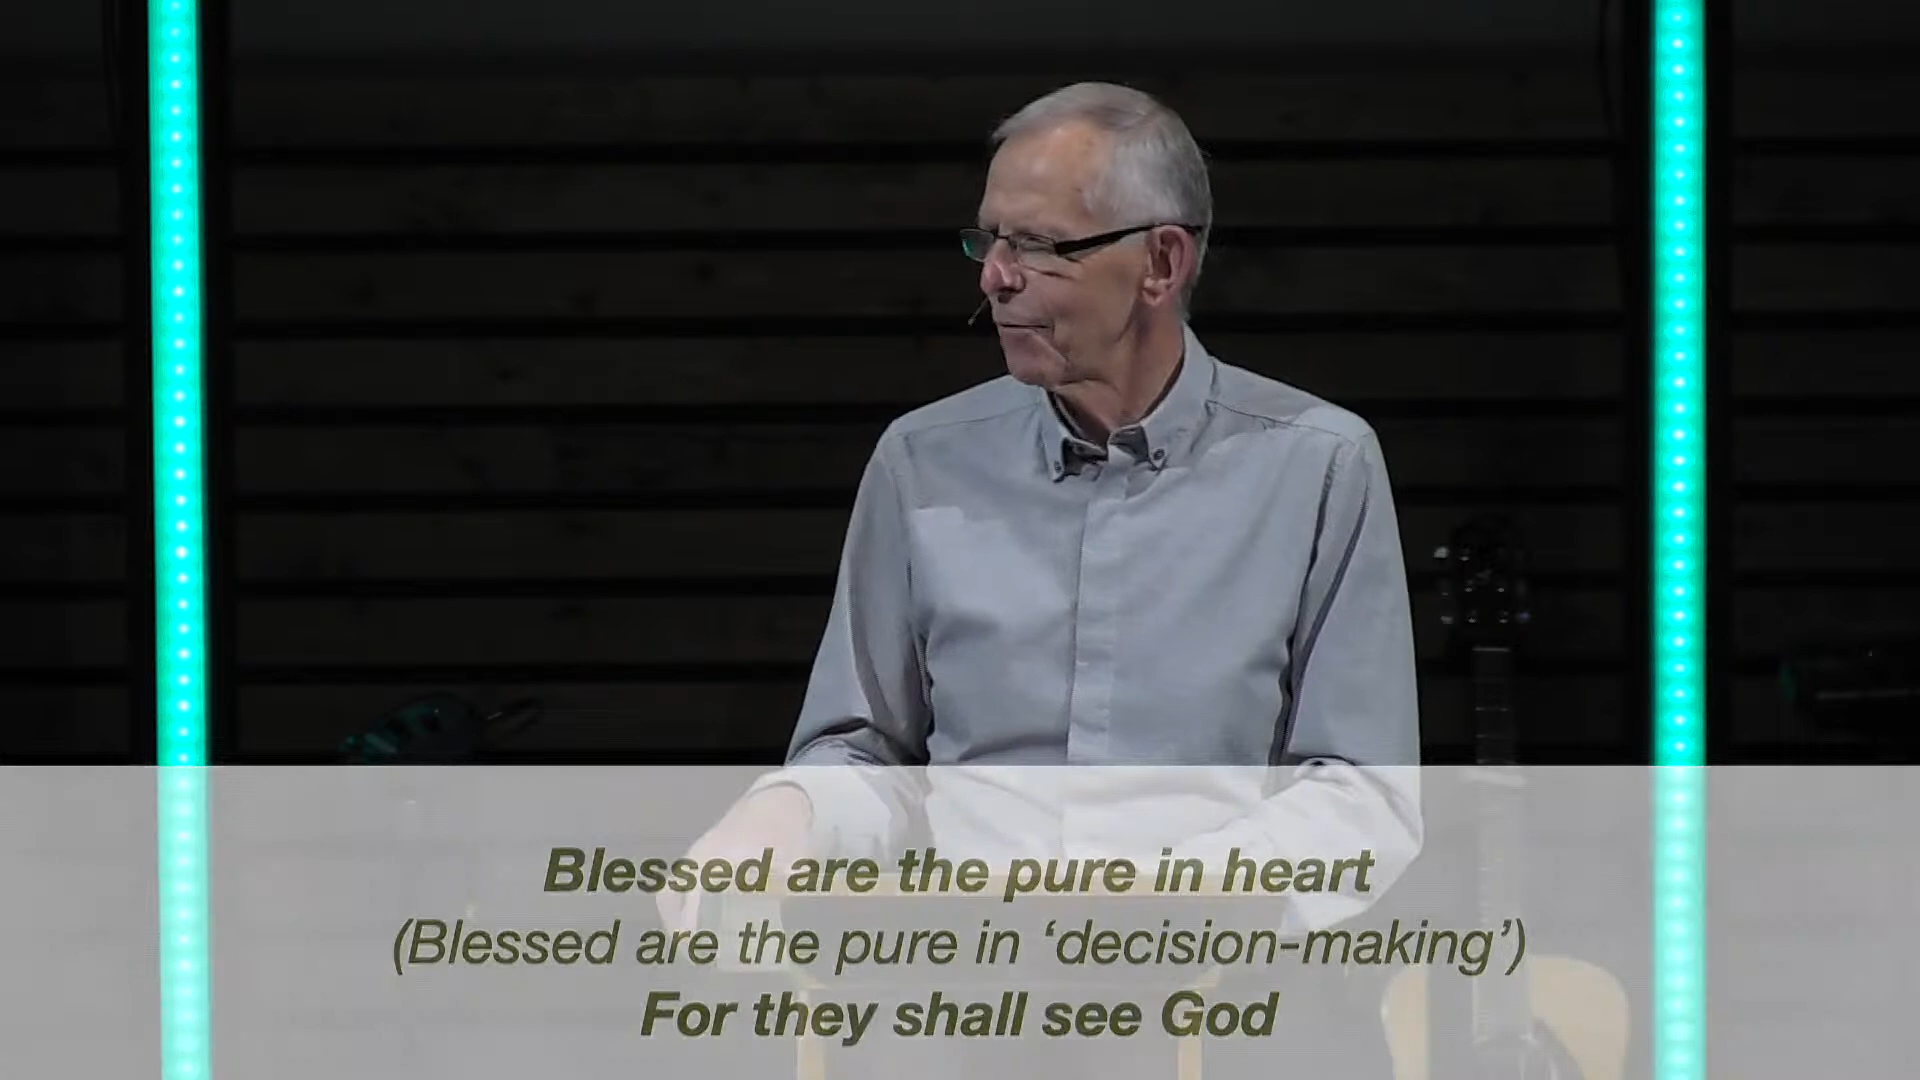 Blessed are the pure in heart
(Blessed are the pure in ‘decision-making’)
For they shall see God